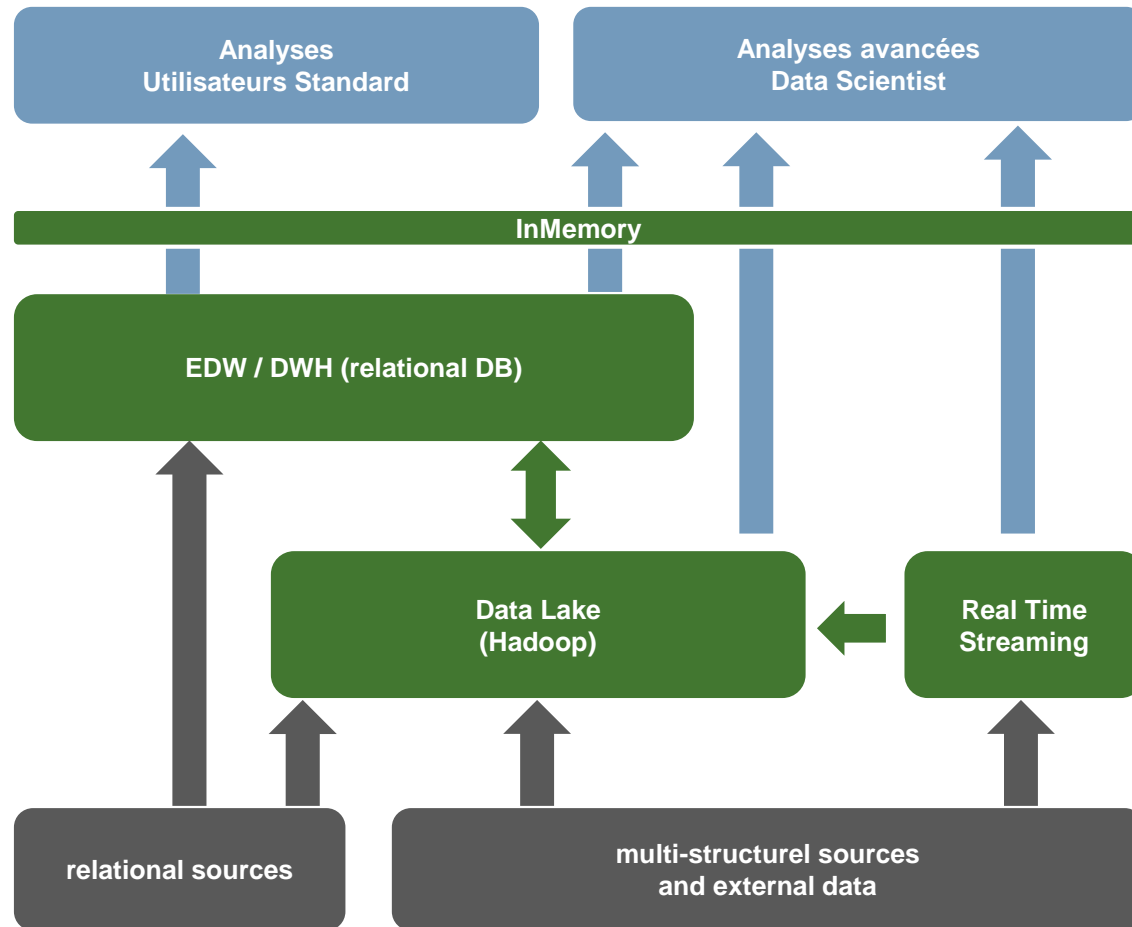 Analyses
Utilisateurs Standard
Analyses avancées
Data Scientist
InMemory
EDW / DWH (relational DB)
Data Lake
(Hadoop)
Real Time
Streaming
relational sources
multi-structurel sources
and external data